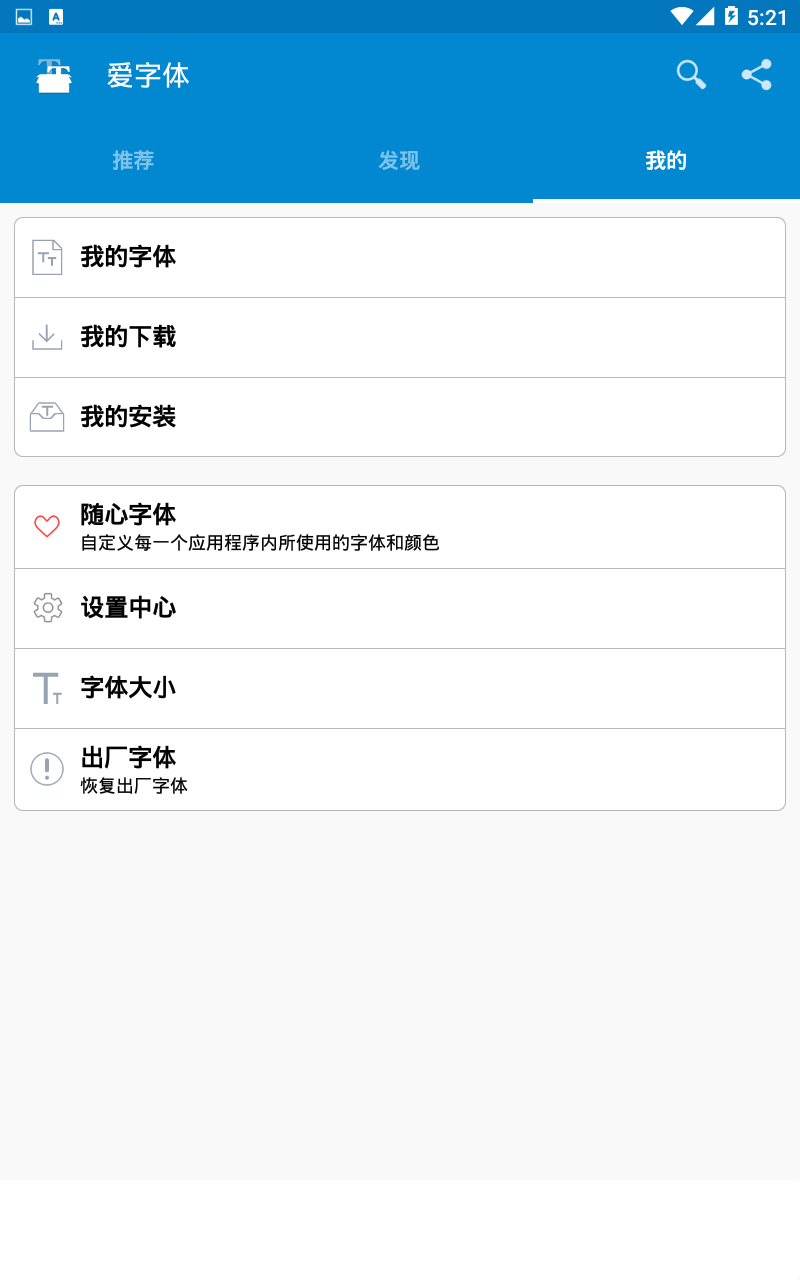 5:21
爱字体
推荐 发现 我的
我的字体
我的下载
我的安装
随心字体
自定义每一个应用程序内所使用的字体和颜色
设置中心
字体大小
出厂字体
恢复出厂字体